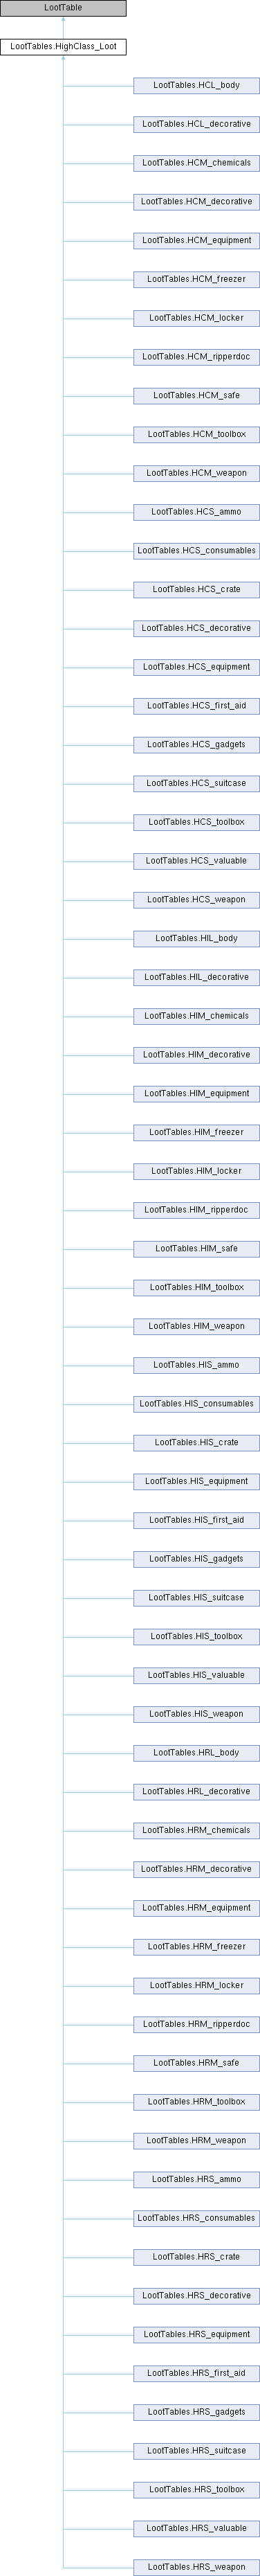 LootTable
LootTables.HighClass_Loot
LootTables.HCL_body
LootTables.HCL_decorative
LootTables.HCM_chemicals
LootTables.HCM_decorative
LootTables.HCM_equipment
LootTables.HCM_freezer
LootTables.HCM_locker
LootTables.HCM_ripperdoc
LootTables.HCM_safe
LootTables.HCM_toolbox
LootTables.HCM_weapon
LootTables.HCS_ammo
LootTables.HCS_consumables
LootTables.HCS_crate
LootTables.HCS_decorative
LootTables.HCS_equipment
LootTables.HCS_first_aid
LootTables.HCS_gadgets
LootTables.HCS_suitcase
LootTables.HCS_toolbox
LootTables.HCS_valuable
LootTables.HCS_weapon
LootTables.HIL_body
LootTables.HIL_decorative
LootTables.HIM_chemicals
LootTables.HIM_decorative
LootTables.HIM_equipment
LootTables.HIM_freezer
LootTables.HIM_locker
LootTables.HIM_ripperdoc
LootTables.HIM_safe
LootTables.HIM_toolbox
LootTables.HIM_weapon
LootTables.HIS_ammo
LootTables.HIS_consumables
LootTables.HIS_crate
LootTables.HIS_equipment
LootTables.HIS_first_aid
LootTables.HIS_gadgets
LootTables.HIS_suitcase
LootTables.HIS_toolbox
LootTables.HIS_valuable
LootTables.HIS_weapon
LootTables.HRL_body
LootTables.HRL_decorative
LootTables.HRM_chemicals
LootTables.HRM_decorative
LootTables.HRM_equipment
LootTables.HRM_freezer
LootTables.HRM_locker
LootTables.HRM_ripperdoc
LootTables.HRM_safe
LootTables.HRM_toolbox
LootTables.HRM_weapon
LootTables.HRS_ammo
LootTables.HRS_consumables
LootTables.HRS_crate
LootTables.HRS_decorative
LootTables.HRS_equipment
LootTables.HRS_first_aid
LootTables.HRS_gadgets
LootTables.HRS_suitcase
LootTables.HRS_toolbox
LootTables.HRS_valuable
LootTables.HRS_weapon